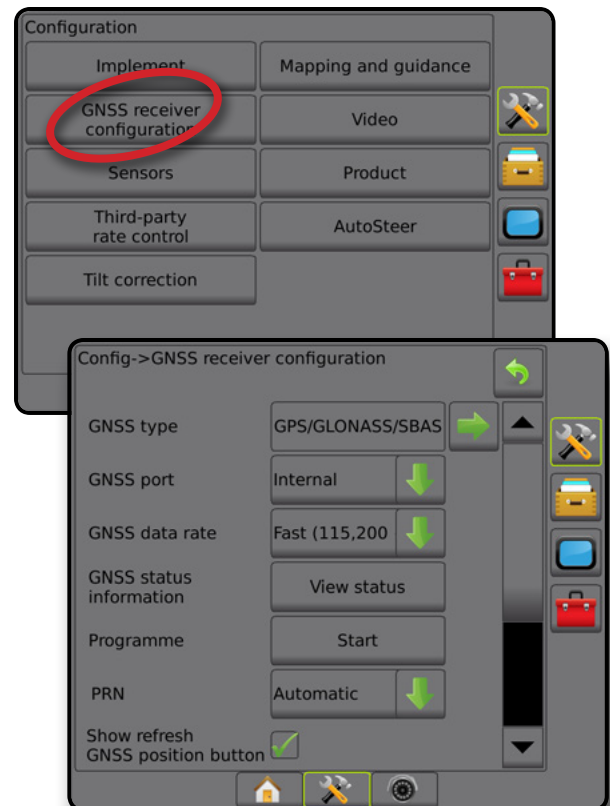 Configuration
Implement
Mapping and guidance
GNSS receiver
configuration
Video
Sensors
Product
Third-party
rate control
AutoSteer
Tilt correction
Config->GNSS receiver configuration
GNSS type
GPS/GLONASS/SBAS
GNSS port
Internal
GNSS data rate
Fast (115,200
GNSS status
information
View status
Programme
Start
PRN
Automatic
Show refresh
GNSS position button